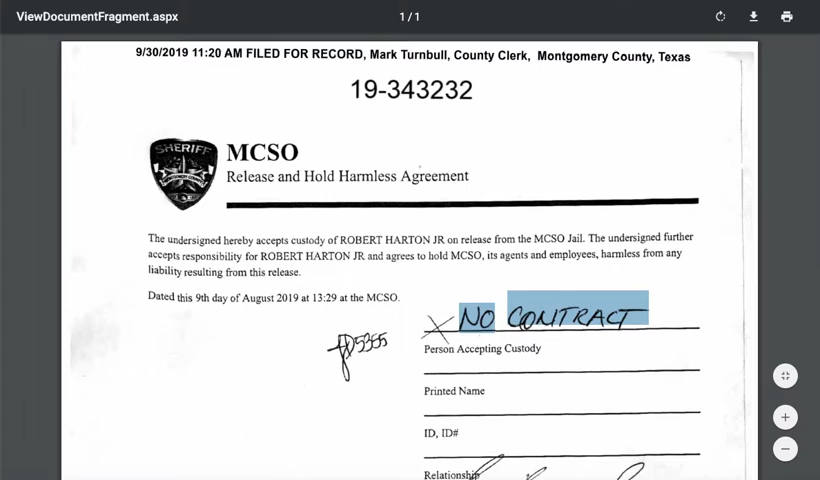 ViewDocumentFragment.aspx
1 / 1
9/30/2019 11:20 AM FILED FOR RECORD, Mark Turnbull, County Clerk, Montgomery County, Texas
19-343232
SHERIFF
MCSO
Release and Hold Harmless Agreement
The undersigned hereby accepts custody of ROBERT HARTON JR on release from the MCSO Jail. The undersigned further
accepts responsibility for ROBERT HARTON JR and agrees to hold MCSO, its agents and employees, harmless from any
liability resulting from this release.
Dated this 9th day of August 2019 at 13:29 at the MCSO.
X NO CONTRACT
Person Accepting Custody
Printed Name
ID, ID#
Relationship